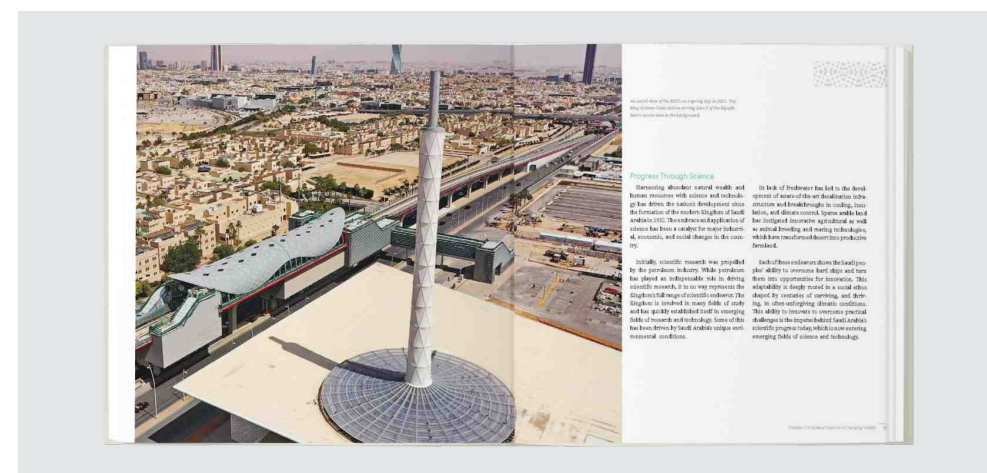 Progress Through Science
Harnessing abundant natural wealth and
human resources with science and technolo-
gy has driven the nation's development since
the formation of the modern Kingdom of Saudi
Arabia in 1932. The embrace and application of
science has been a catalyst for major industri-
al, economic, and social changes in the coun-
try.
Initially, scientific research was propelled
by the petroleum industry. While petroleum
has played an indispensable role in driving
scientific research, it in no way represents the
Kingdom's full range of scientific endeavor. The
Kingdom is involved in many fields of study
and has quickly established itself in emerging
fields of research and technology. Some of this
has been driven by Saudi Arabia's unique envi-
ronmental conditions.
Its lack of freshwater has led to the devel-
opment of astate-of-the-art desalination infra-
structure and breakthroughs in cooling, insu-
lation, and climate control. Sparse arable land
has instigated innovative agricultural as well
as animal breeding and rearing technologies,
which have transformed desert into productive
farmland.
Each of these endeavors shows the Saudi peo-
ples' ability to overcome hard ships and turn
them into opportunities for innovation. This
adaptability is deeply rooted in a social ethos
shaped by centuries of surviving, and thriv-
ing, in often-unforgiving climatic conditions.
This ability to innovate to overcome practical
challenges is the impetus behind Saudi Arabia's
scientific progress today, which is now entering
emerging fields of science and technology.